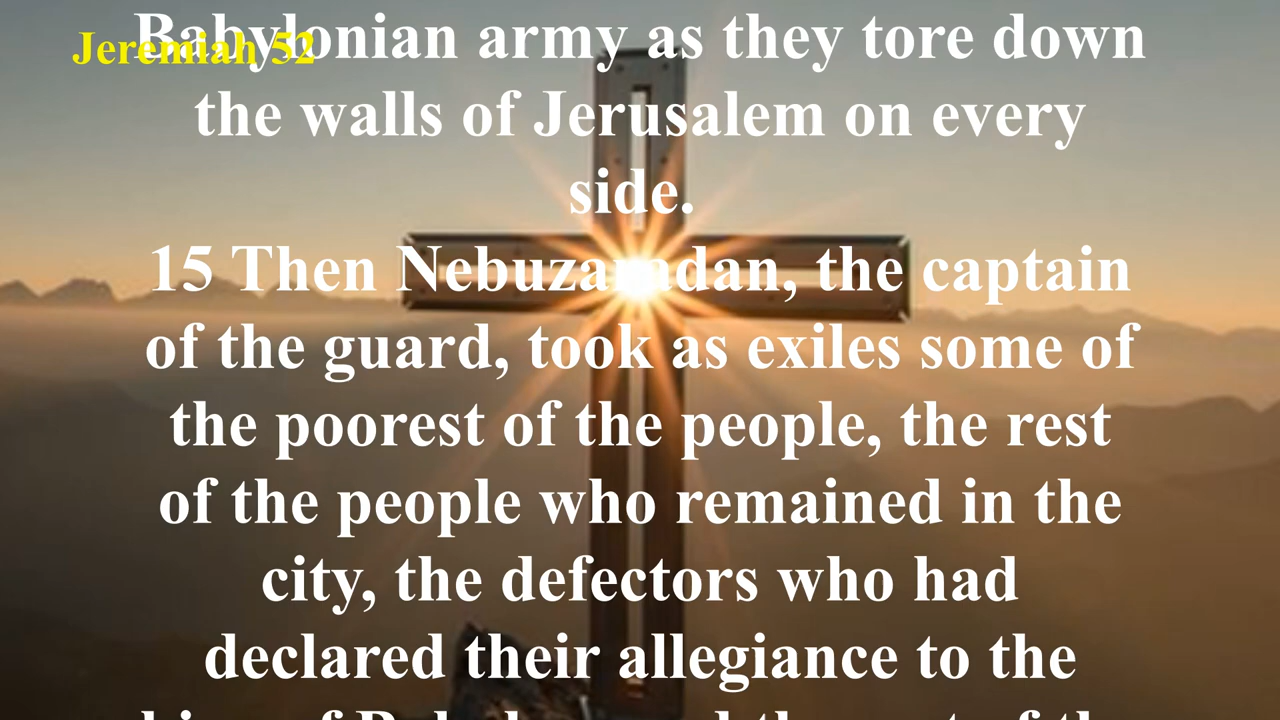 Jeremiah 52
Babylonian army as they tore down
the walls of Jerusalem on every
side.
15 Then Nebuzaradan, the captain
of the guard, took as exiles some of
the poorest of the people, the rest
of the people who remained in the
city, the defectors who had
declared their allegiance to the